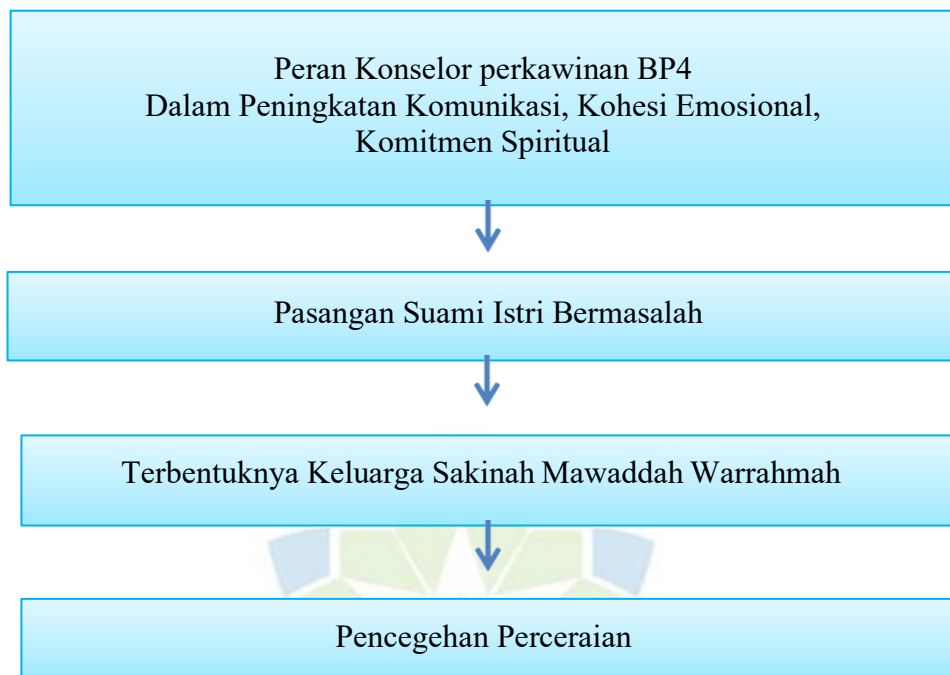 Peran Konselor perkawinan BP4
Dalam Peningkatan Komunikasi, Kohesi Emosional,
Komitmen Spiritual
Pasangan Suami Istri Bermasalah
Terbentuknya Keluarga Sakinah Mawaddah Warrahmah
Pencegehan Perceraian